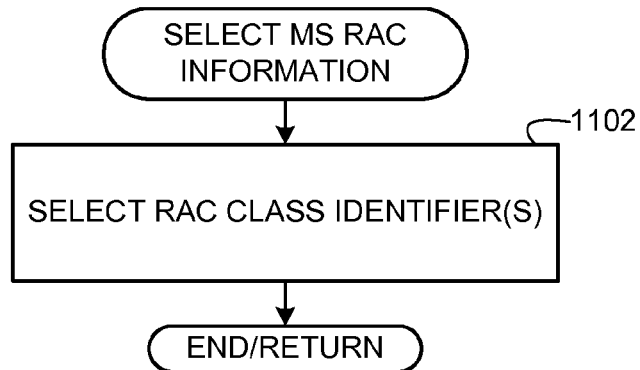 SELECT MS RAC
INFORMATION
1102
SELECT RAC CLASS IDENTIFIER(S)
END/RETURN